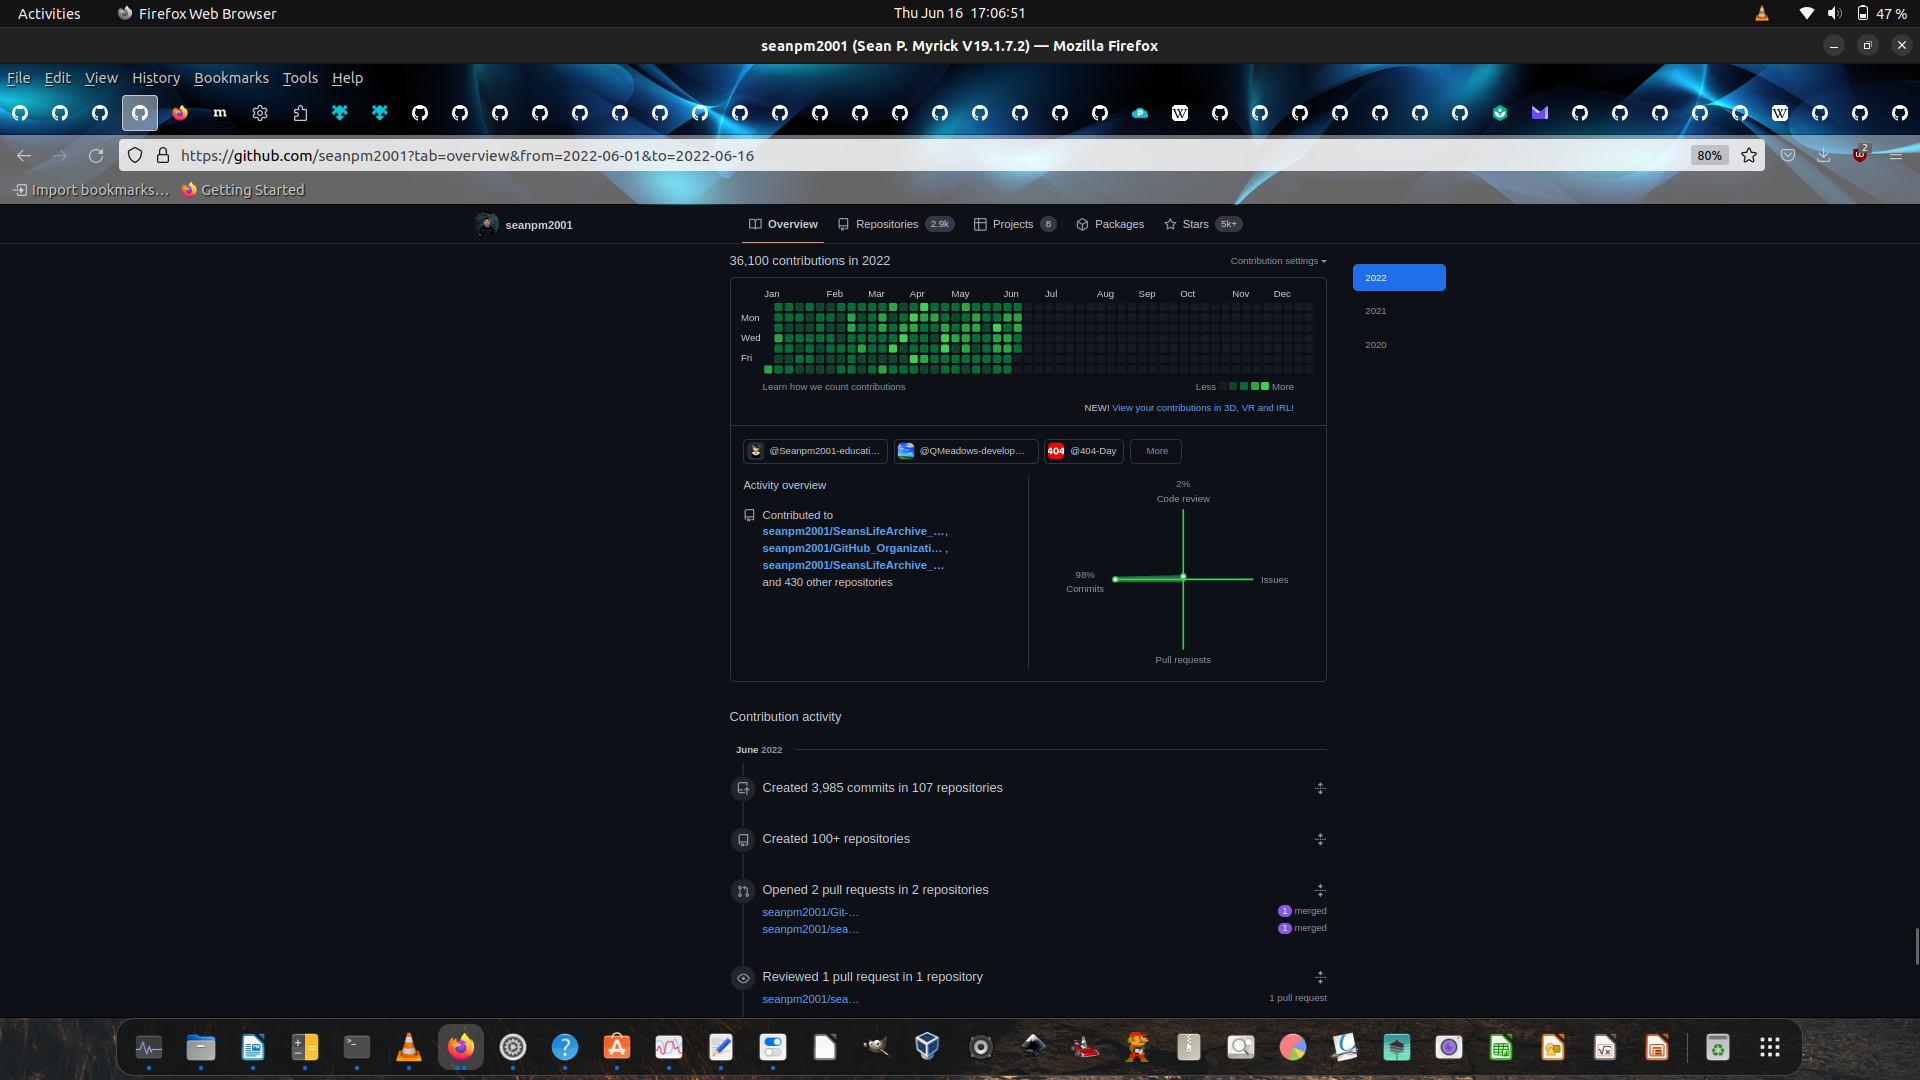 Activities
Firefox Web Browser
Thu Jun 16 17:06:51
47 %
seanpm2001 (Sean P. Myrick V19.1.7.2) — Mozilla Firefox
File Edit View History Bookmarks Tools Help
https://github.com/seanpm2001?tab=overview&from=2022-06-01&to=2022-06-16
80%
2
Import bookmarks…
Getting Started
seanpm2001
Overview
Repositories 2.9k
Projects 8
Packages
Stars 5k+
36,100 contributions in 2022
Contribution settings
2022
2021
2020
Jan Feb Mar Apr May Jun Jul Aug Sep Oct Nov Dec
Mon
Wed
Fri
Learn how we count contributions
Less
More
NEW! View your contributions in 3D, VR and IRL!
@Seanpm2001-educati…
@QMeadows-develop…
404
@404-Day
More
Activity overview
Contributed to
seanpm2001/SeansLifeArchive_…,
seanpm2001/GitHub_Organizati… ,
seanpm2001/SeansLifeArchive_…
and 430 other repositories
2%
Code review
98%
Commits
Issues
Pull requests
Contribution activity
June 2022
Created 3,985 commits in 107 repositories
Created 100+ repositories
Opened 2 pull requests in 2 repositories
seanpm2001/Git-…
1 merged
seanpm2001/sea…
1 merged
Reviewed 1 pull request in 1 repository
seanpm2001/sea…
1 pull request